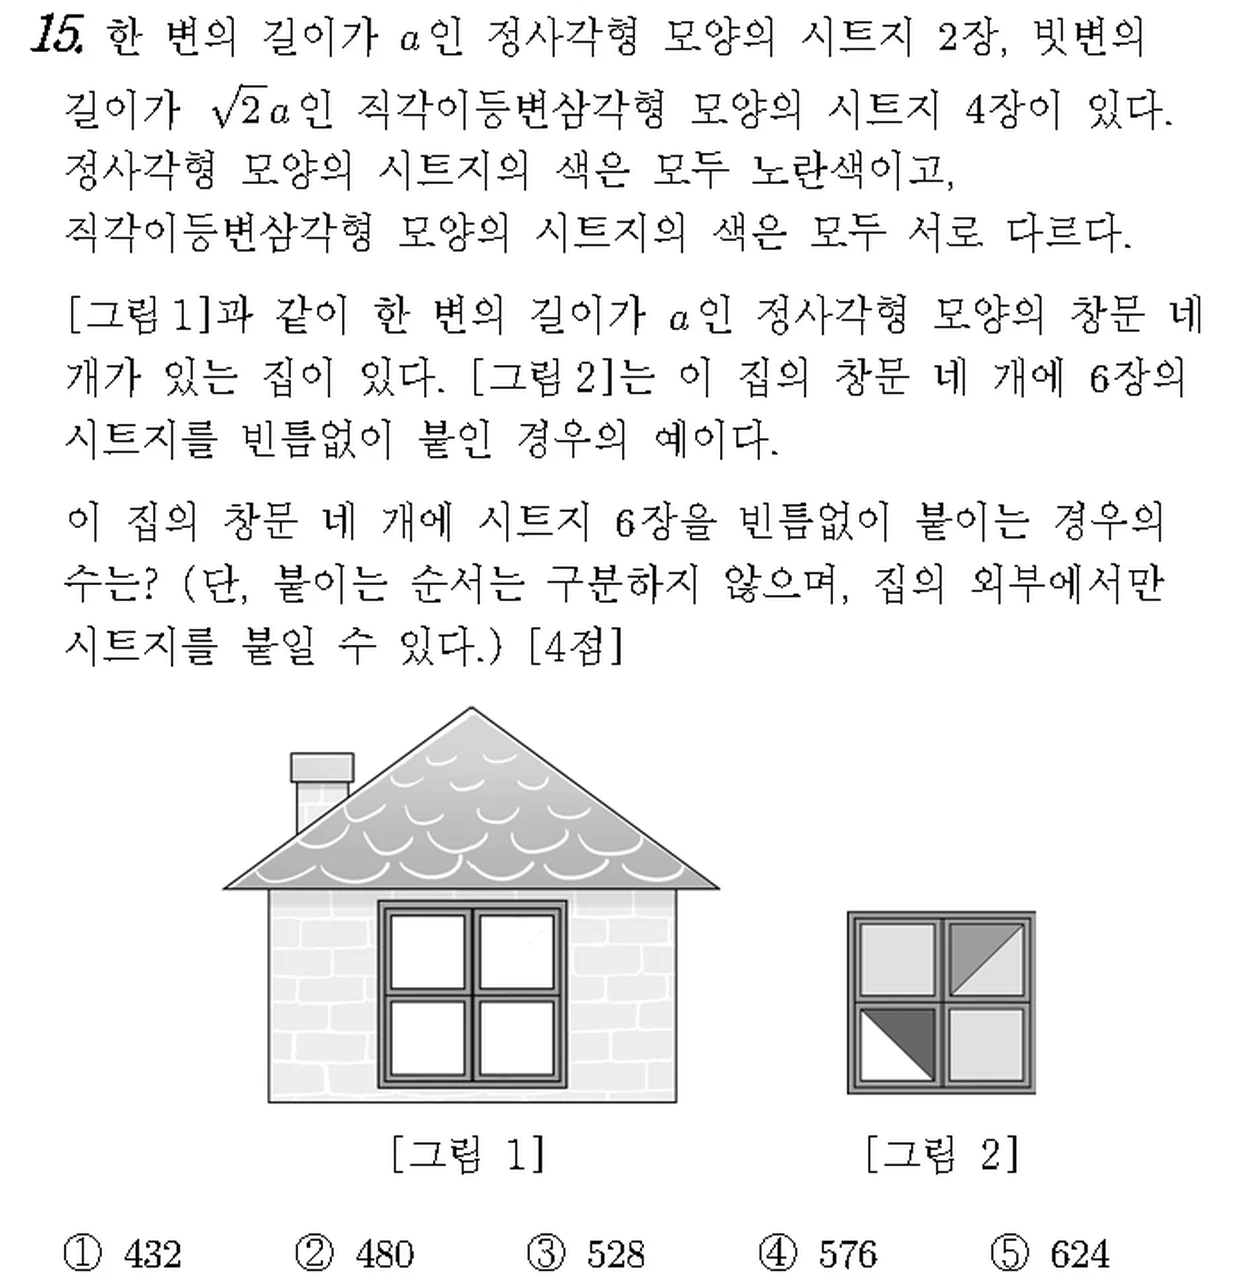 15. 한 변의 길이가 a인 정사각형 모양의 시트지 2장, 빗변의
길이가 √2a인 직각이등변삼각형 모양의 시트지 4장이 있다.
정사각형 모양의 시트지의 색은 모두 노란색이고,
직각이등변삼각형 모양의 시트지의 색은 모두 서로 다르다.
[그림 1]과 같이 한 변의 길이가 a인 정사각형 모양의 창문 네
개가 있는 집이 있다. [그림 2]는 이 집의 창문 네 개에 6장의
시트지를 빈틈없이 붙인 경우의 예이다.
이 집의 창문 네 개에 시트지 6장을 빈틈없이 붙이는 경우의
수는? (단, 붙이는 순서는 구분하지 않으며, 집의 외부에서만
시트지를 붙일 수 있다.) [4점]
[그림 1] [그림 2]
① 432 ② 480 ③ 528 ④ 576 ⑤ 624